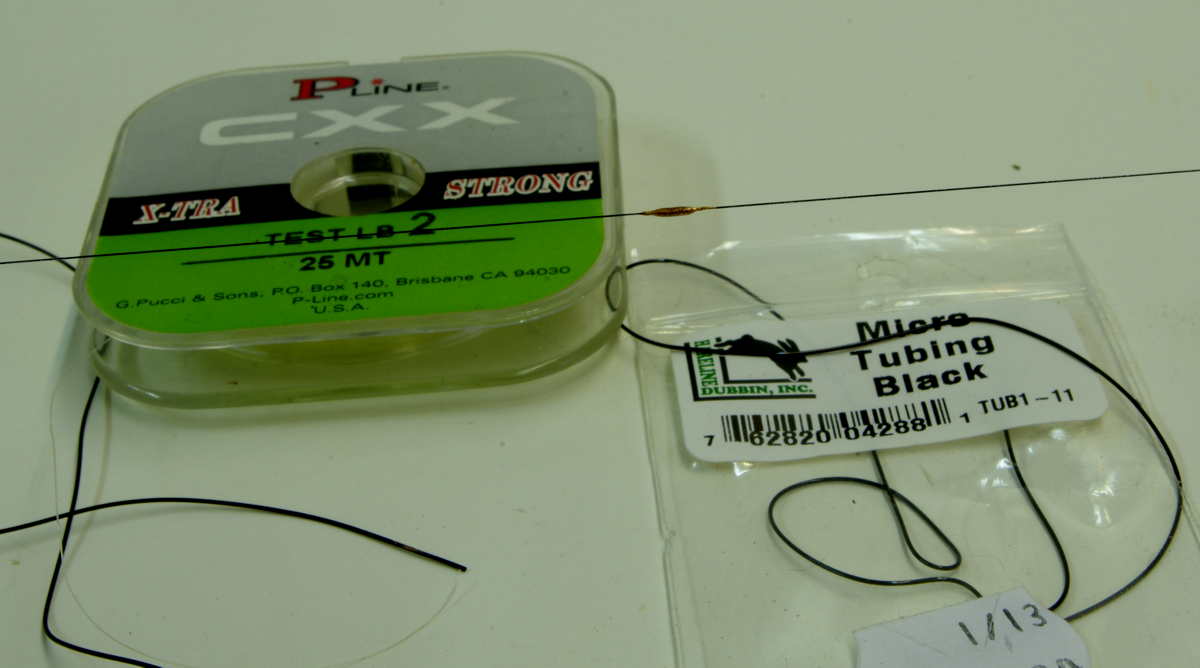 P LINE
CXX
X-TRA STRONG
TEST LB 2
25 MT
G.Pucci & Sons, P.O. Box 140, Brisbane CA 94030
P-Line.com
U.S.A.
Micro
Tubing
Black
HARELINE
DUBBIN, INC.
TUB1-11
7 62820 04288 1
1/13